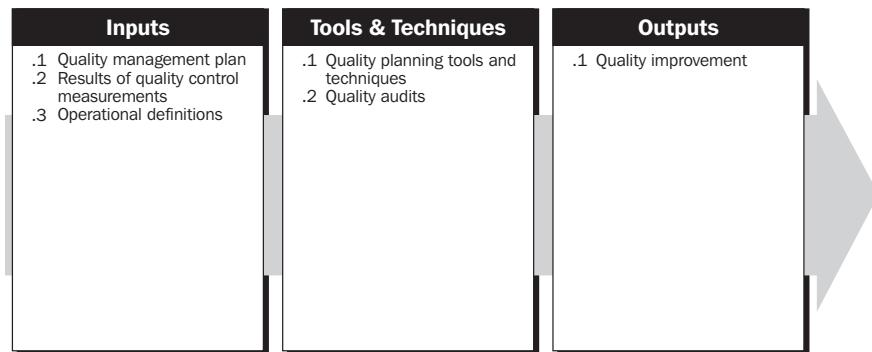 Inputs
.1 Quality management plan
.2 Results of quality control
measurements
.3 Operational definitions
Tools & Techniques
.1 Quality planning tools and
techniques
.2 Quality audits
Outputs
.1 Quality improvement